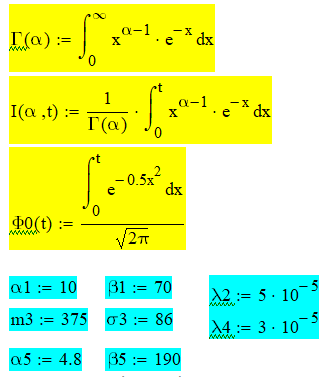 Γ(α) := ∫₀^∞ x^(α−1) · e^(−x) dx
I(α ,t) := 1/Γ(α) · ∫₀^t x^(α−1) · e^(−x) dx
Φ0(t) := (∫₀^t e^(−0.5x²) dx)/√(2π)
α1 := 10 β1 := 70 λ2 := 5 · 10^(−5)
m3 := 375 σ3 := 86 λ4 := 3 · 10^(−5)
α5 := 4.8 β5 := 190